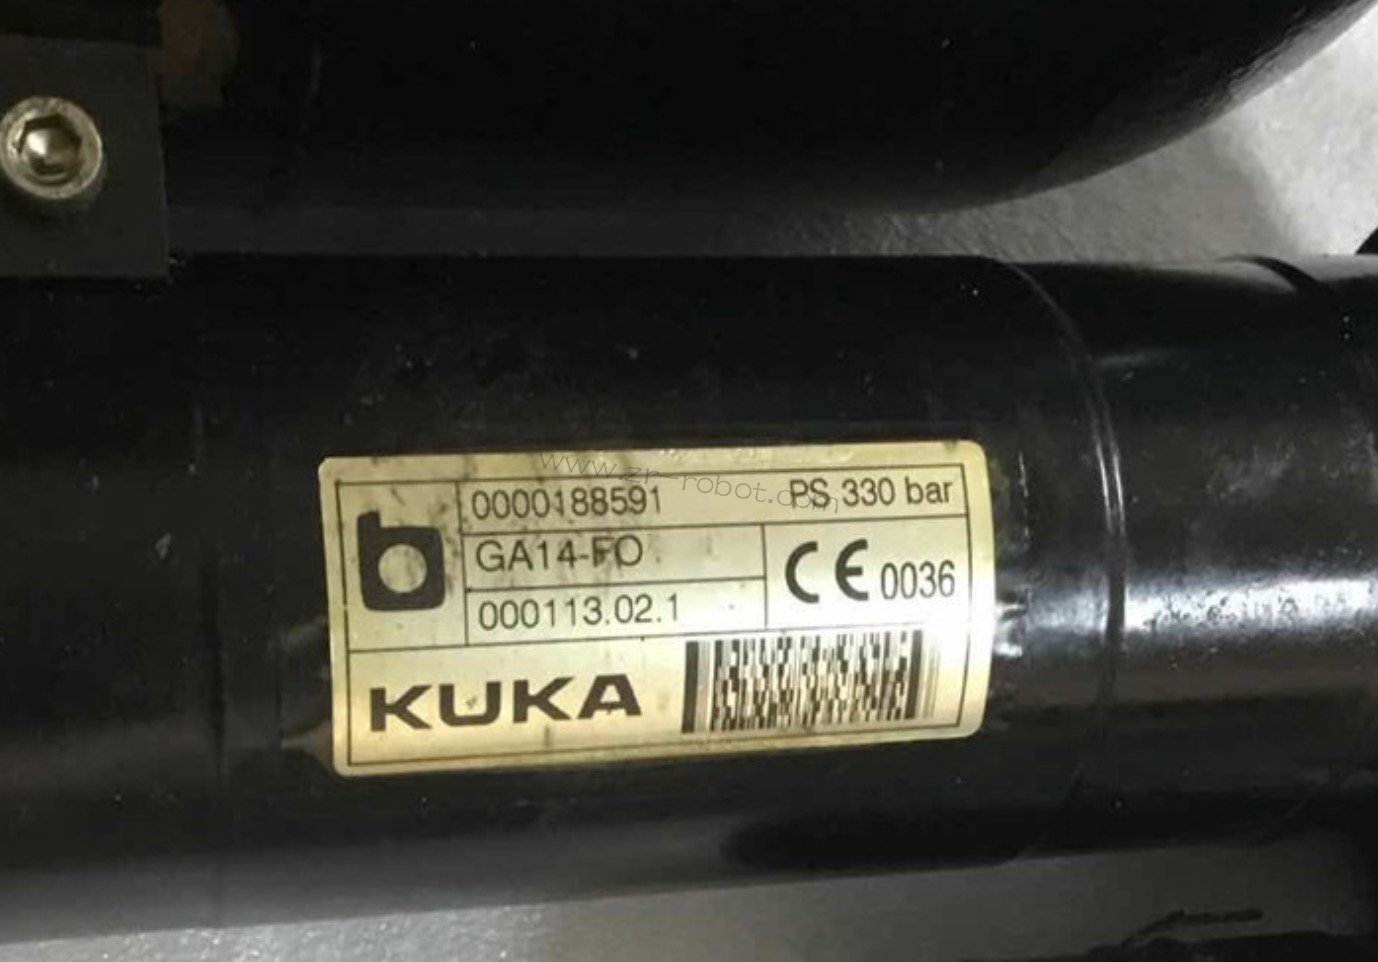 www.zr-robot.com
0000188591 PS 330 bar
GA14-FO
000113.02.1
CE 0036
KUKA